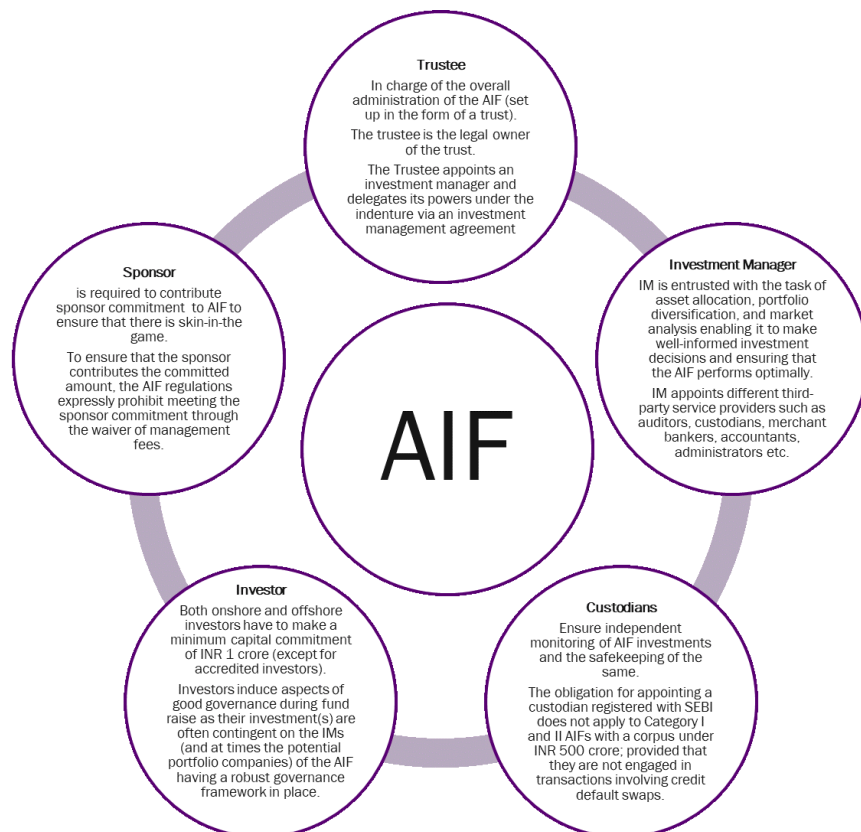 Trustee
In charge of the overall
administration of the AIF (set
up in the form of a trust).
The trustee is the legal owner
of the trust.
The Trustee appoints an
investment manager and
delegates its powers under the
indenture via an investment
management agreement
Investment Manager
IM is entrusted with the task of
asset allocation, portfolio
diversification, and market
analysis enabling it to make
well-informed investment
decisions and ensuring that
the AIF performs optimally.
IM appoints different third-
party service providers such as
auditors, custodians, merchant
bankers, accountants,
administrators etc.
Custodians
Ensure independent
monitoring of AIF investments
and the safekeeping of the
same.
The obligation for appointing a
custodian registered with SEBI
does not apply to Category I
and II AIFs with a corpus under
INR 500 crore; provided that
they are not engaged in
transactions involving credit
default swaps.
Investor
Both onshore and offshore
investors have to make a
minimum capital commitment
of INR 1 crore (except for
accredited investors).
Investors induce aspects of
good governance during fund
raise as their investment(s) are
often contingent on the IMs
(and at times the potential
portfolio companies) of the AIF
having a robust governance
framework in place.
Sponsor
is required to contribute
sponsor commitment to AIF to
ensure that there is skin-in-the
game.
To ensure that the sponsor
contributes the committed
amount, the AIF regulations
expressly prohibit meeting the
sponsor commitment through
the waiver of management
fees.
AIF